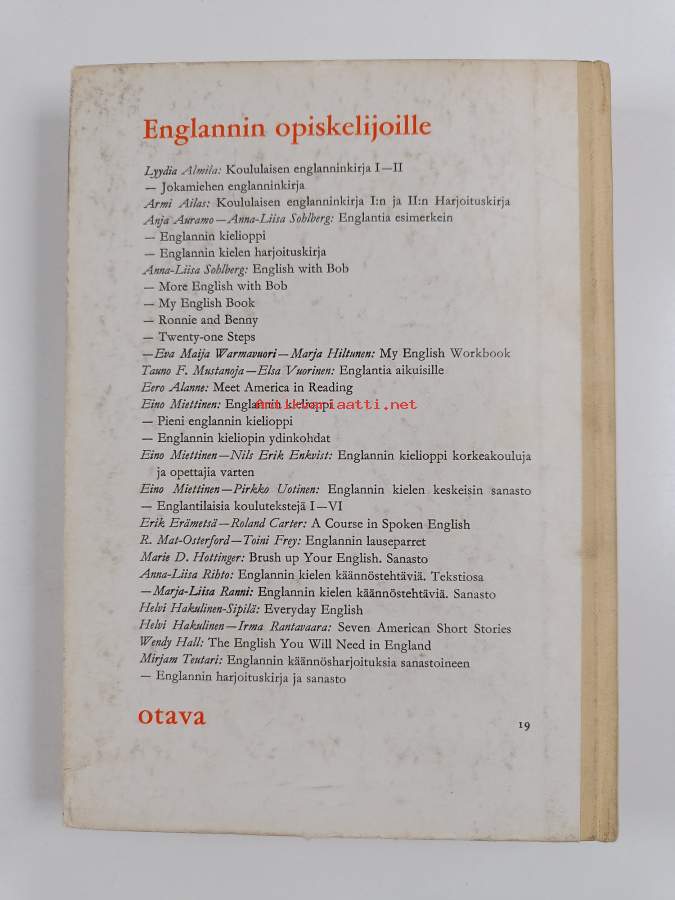 Englannin opiskelijoille
Lyydia Almila: Koululaisen englanninkirja I—II
— Jokamiehen englanninkirja
Armi Ailas: Koululaisen englanninkirja I:n ja II:n Harjoituskirja
Anja Auramo—Anna-Liisa Sohlberg: Englantia esimerkein
— Englannin kielioppi
— Englannin kielen harjoituskirja
Anna-Liisa Sohlberg: English with Bob
— More English with Bob
— My English Book
— Ronnie and Benny
— Twenty-one Steps
—Eva Maija Warmavuori—Marja Hiltunen: My English Workbook
Tauno F. Mustanoja—Elsa Vuorinen: Englantia aikuisille
Eero Alanne: Meet America in Reading
Eino Miettinen: Englannin kielioppi
Antikvariaatti.net
— Pieni englannin kielioppi
— Englannin kieliopin ydinkohdat
Eino Miettinen—Nils Erik Enkvist: Englannin kielioppi korkeakouluja
ja opettajia varten
Eino Miettinen—Pirkko Uotinen: Englannin kielen keskeisin sanasto
— Englantilaisia koulutekstejä I—VI
Erik Erämetsä—Roland Carter: A Course in Spoken English
R. Mat-Osterford—Toini Frey: Englannin lauseparret
Marie D. Hottinger: Brush up Your English. Sanasto
Anna-Liisa Rihto: Englannin kielen käännöstehtäviä. Tekstiosa
—Marja-Liisa Ranni: Englannin kielen käännöstehtäviä. Sanasto
Helvi Hakulinen-Sipilä: Everyday English
Helvi Hakulinen—Irma Rantavaara: Seven American Short Stories
Wendy Hall: The English You Will Need in England
Mirjam Teutari: Englannin käännösharjoituksia sanastoineen
— Englannin harjoituskirja ja sanasto
otava
19